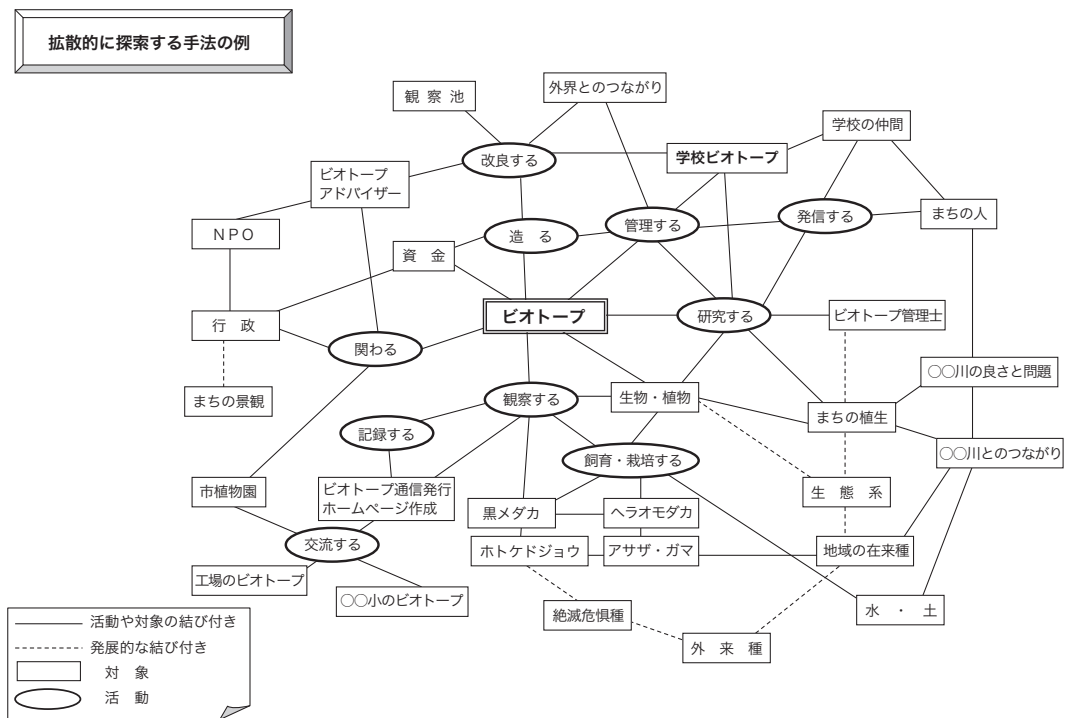 拡散的に探索する手法の例
観 察 池
外界とのつながり
学校の仲間
改良する
学校ビオトープ
ビオトープ
アドバイザー
管理する
発信する
まちの人
NPO
造 る
資 金
行 政
ビオトープ
研究する
ビオトープ管理士
関わる
まちの景観
〇〇川の良さと問題
観察する
生物・植物
まちの植生
記録する
飼育・栽培する
〇〇川とのつながり
市植物園
ビオトープ通信発行
ホームページ作成
生 態 系
黒メダカ
ヘラオモダカ
交流する
ホトケドジョウ
アサザ・ガマ
地域の在来種
工場のビオトープ
〇〇小のビオトープ
絶滅危惧種
水 ・ 土
外 来 種
活動や対象の結び付き
発展的な結び付き
対 象
活 動